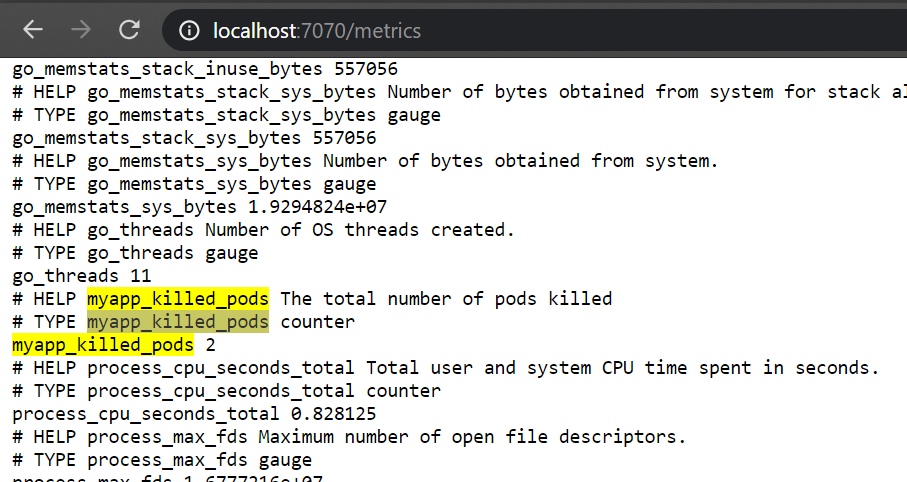 localhost:7070/metrics
go_memstats_stack_inuse_bytes 557056
# HELP go_memstats_stack_sys_bytes Number of bytes obtained from system for stack al
# TYPE go_memstats_stack_sys_bytes gauge
go_memstats_stack_sys_bytes 557056
# HELP go_memstats_sys_bytes Number of bytes obtained from system.
# TYPE go_memstats_sys_bytes gauge
go_memstats_sys_bytes 1.9294824e+07
# HELP go_threads Number of OS threads created.
# TYPE go_threads gauge
go_threads 11
# HELP myapp_killed_pods The total number of pods killed
# TYPE myapp_killed_pods counter
myapp_killed_pods 2
# HELP process_cpu_seconds_total Total user and system CPU time spent in seconds.
# TYPE process_cpu_seconds_total counter
process_cpu_seconds_total 0.828125
# HELP process_max_fds Maximum number of open file descriptors.
# TYPE process_max_fds gauge
process_max_fds 1.6777216e+07